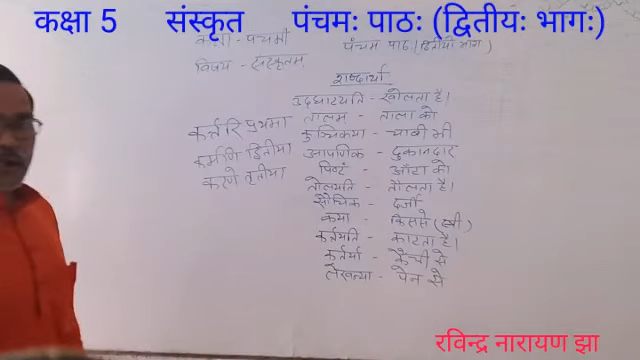 कक्षा 5 संस्कृत पंचमः पाठः (द्वितीयः भागः)
कक्षा - पंचमी पंचम पाठ (द्वितीयो भाग)
विषय - संस्कृतम्
शब्दार्थाः
उद्घाटयति - खोलता है।
तालम् - ताला को
कुञ्चिकया - चाबी भी
आपणिक - दुकानदार
पिष्टं - आँटा को
तोलयति - तौलता है।
सौचिक - दर्जी
कया - किससे (स्त्री)
कर्तयति - काटता है।
कर्तर्या - कैंची से
लेखन्या - पेन से
कर्त्तरि प्रथमा
कर्मणि द्वितीया
करणे तृतीया
रविन्द्र नारायण झा